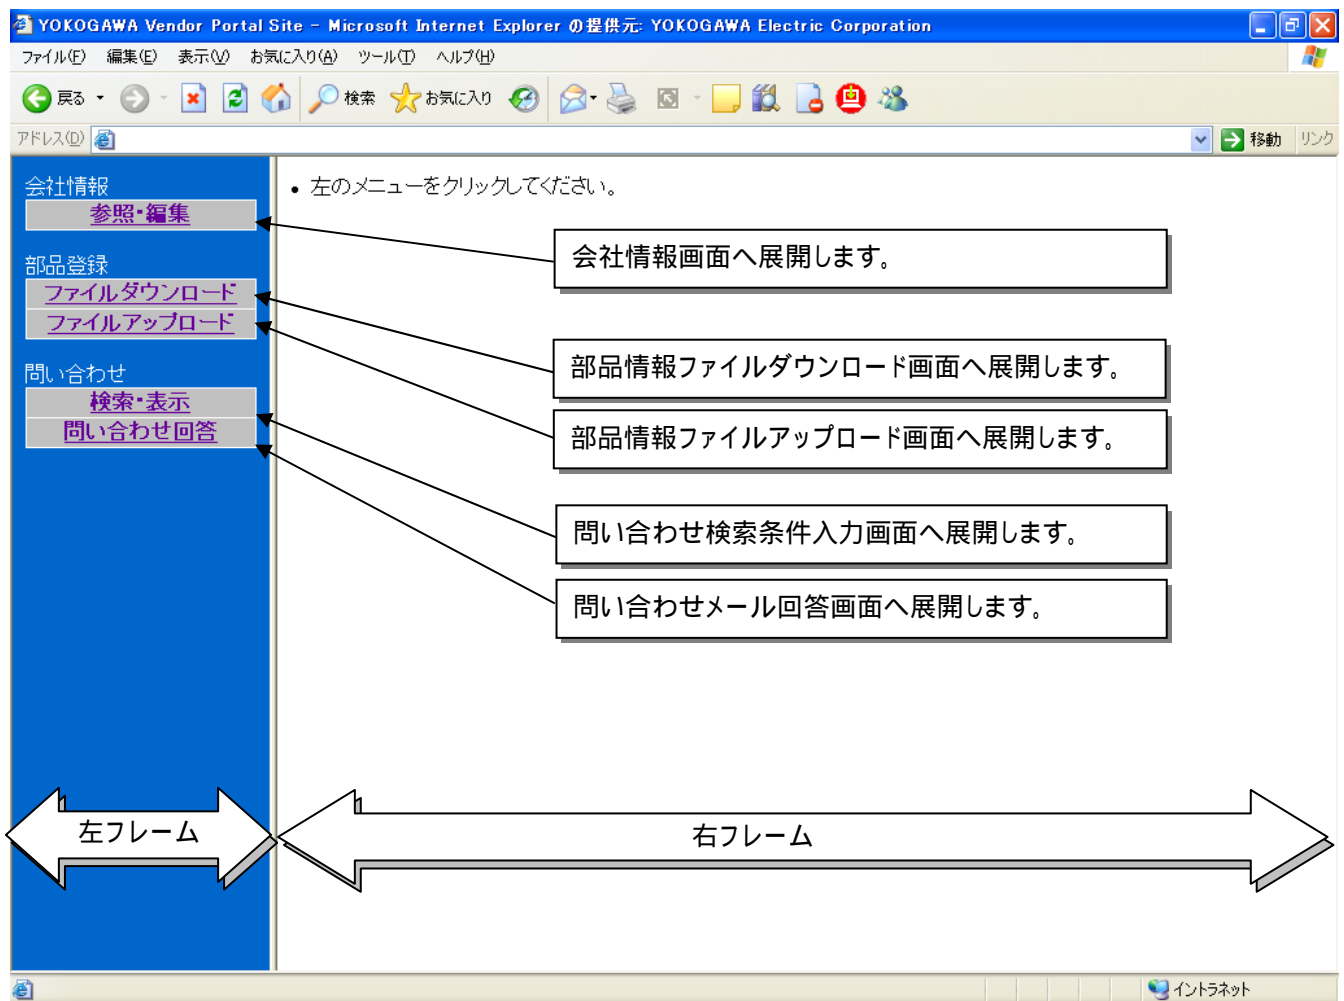 YOKOGAWA Vendor Portal Site - Microsoft Internet Explorer の提供元: YOKOGAWA Electric Corporation
ファイル(F) 編集(E) 表示(V) お気に入り(A) ツール(T) ヘルプ(H)
戻る 検索 お気に入り
アドレス(D) 移動 リンク
会社情報
参照・編集
部品登録
ファイルダウンロード
ファイルアップロード
問い合わせ
検索・表示
問い合わせ回答
• 左のメニューをクリックしてください。
会社情報画面へ展開します。
部品情報ファイルダウンロード画面へ展開します。
部品情報ファイルアップロード画面へ展開します。
問い合わせ検索条件入力画面へ展開します。
問い合わせメール回答画面へ展開します。
左フレーム
右フレーム
イントラネット